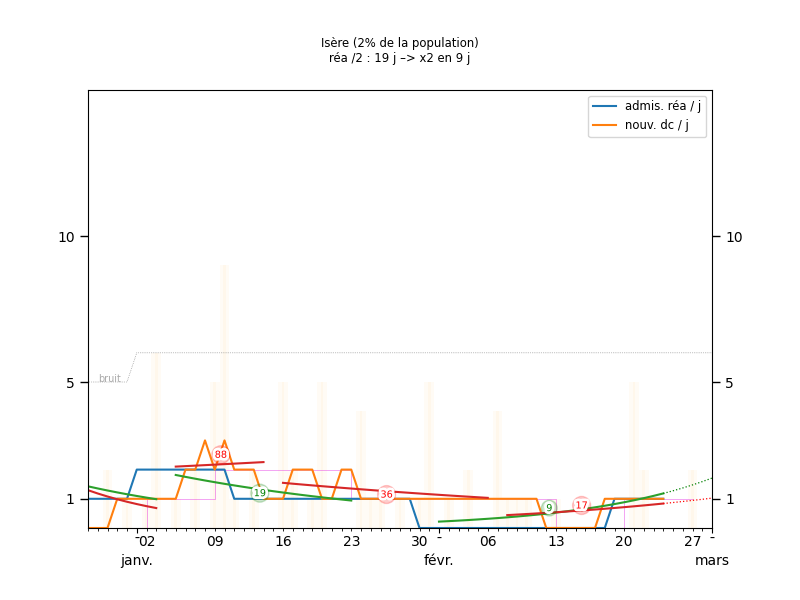 Isère (2% de la population)
réa /2 : 19 j –> x2 en 9 j
admis. réa / j
nouv. dc / j
10
10
bruit
5
5
88
19
36
9
17
1
1
02
09
16
23
30
06
13
20
27
janv.
févr.
mars